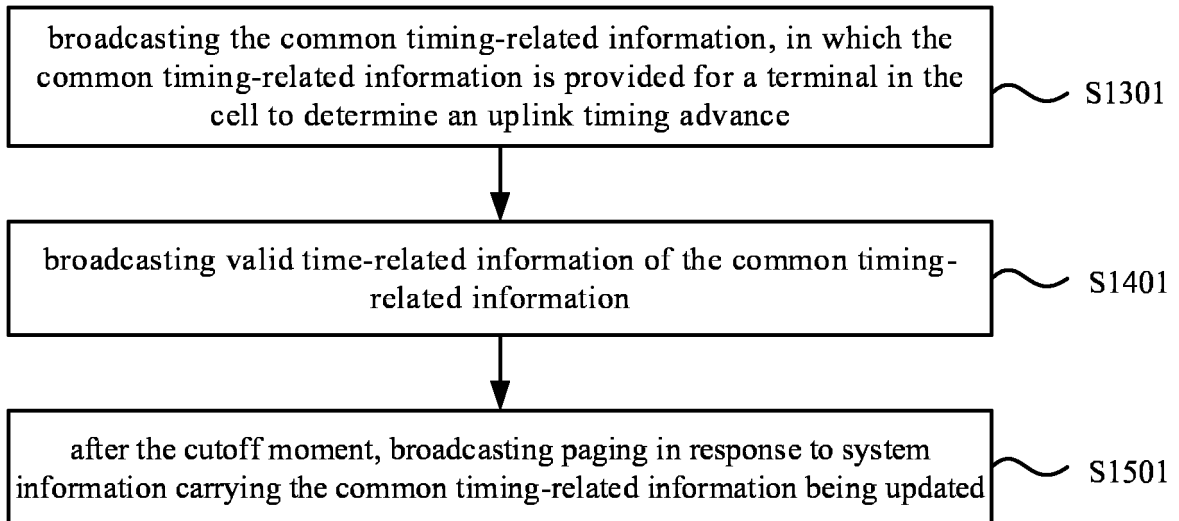 broadcasting the common timing-related information, in which the
common timing-related information is provided for a terminal in the
cell to determine an uplink timing advance
S1301
broadcasting valid time-related information of the common timing-
related information
S1401
after the cutoff moment, broadcasting paging in response to system
information carrying the common timing-related information being updated
S1501